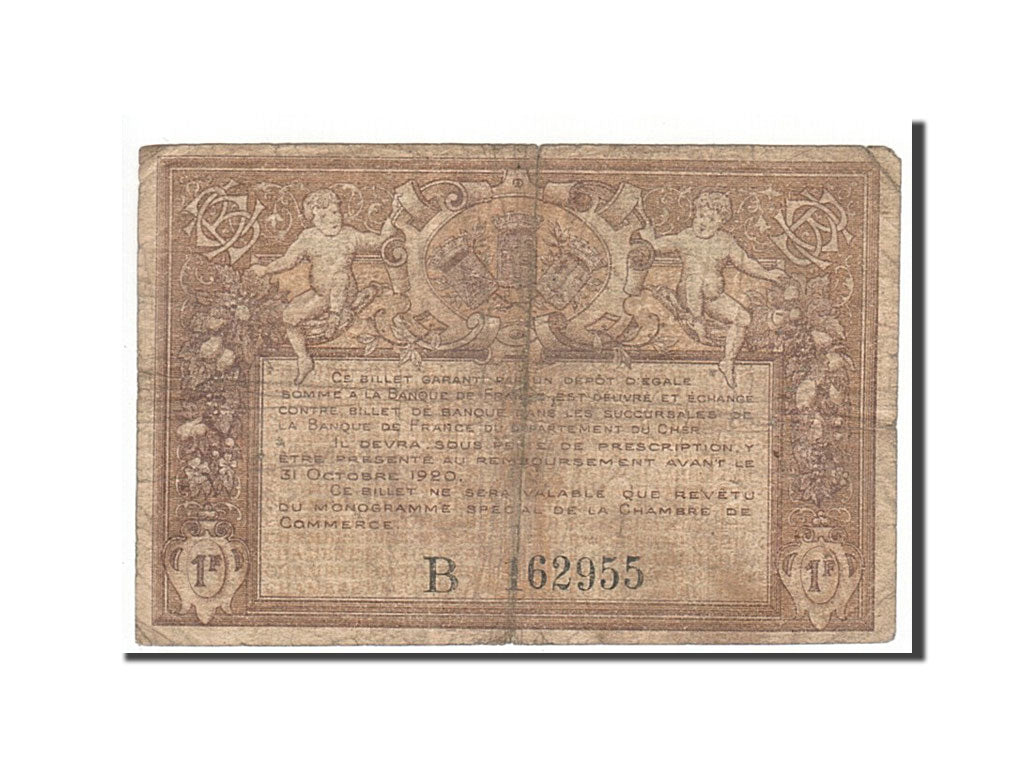 CE BILLET GARANTI PAR UN DÉPÔT D'ÉGALE
SOMME À LA BANQUE DE FRANCE, EST DÉLIVRÉ ET ÉCHANGÉ
CONTRE BILLET DE BANQUE DANS LES SUCCURSALES DE
LA BANQUE DE FRANCE DU DÉPARTEMENT DU CHER.
IL DEVRA, SOUS PEINE DE PRESCRIPTION, Y
ÊTRE PRÉSENTÉ AU REMBOURSEMENT AVANT LE
31 OCTOBRE 1920.
CE BILLET NE SERA VALABLE QUE REVÊTU
DU MONOGRAMME SPÉCIAL DE LA CHAMBRE DE
COMMERCE.
1F B 162955 1F